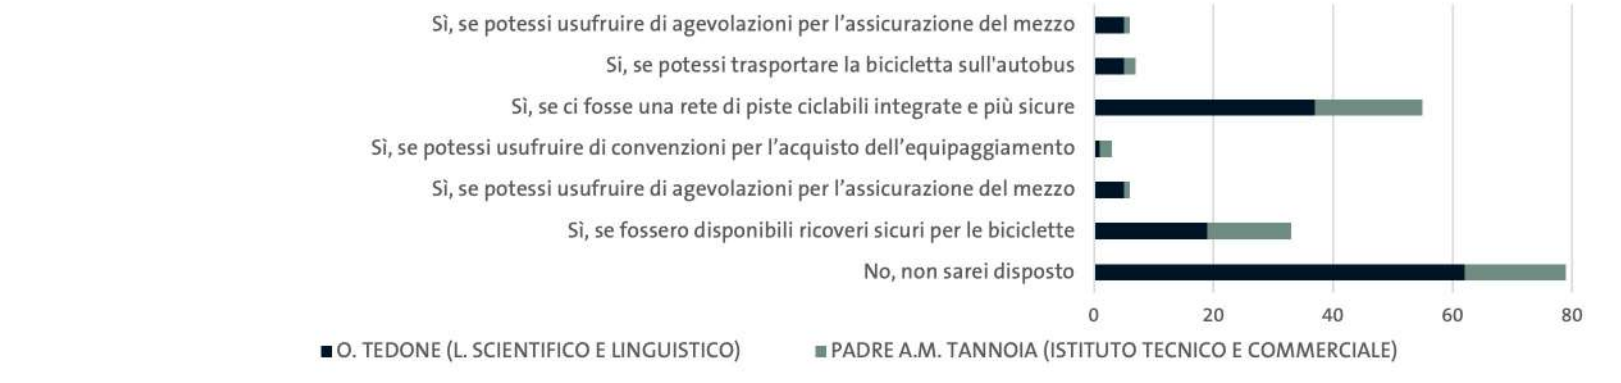 Sì, se potessi usufruire di agevolazioni per l’assicurazione del mezzo
Si, se potessi trasportare la bicicletta sull'autobus
Sì, se ci fosse una rete di piste ciclabili integrate e più sicure
Sì, se potessi usufruire di convenzioni per l’acquisto dell’equipaggiamento
Sì, se potessi usufruire di agevolazioni per l’assicurazione del mezzo
Sì, se fossero disponibili ricoveri sicuri per le biciclette
No, non sarei disposto
0 20 40 60 80
O. TEDONE (L. SCIENTIFICO E LINGUISTICO) PADRE A.M. TANNOIA (ISTITUTO TECNICO E COMMERCIALE)